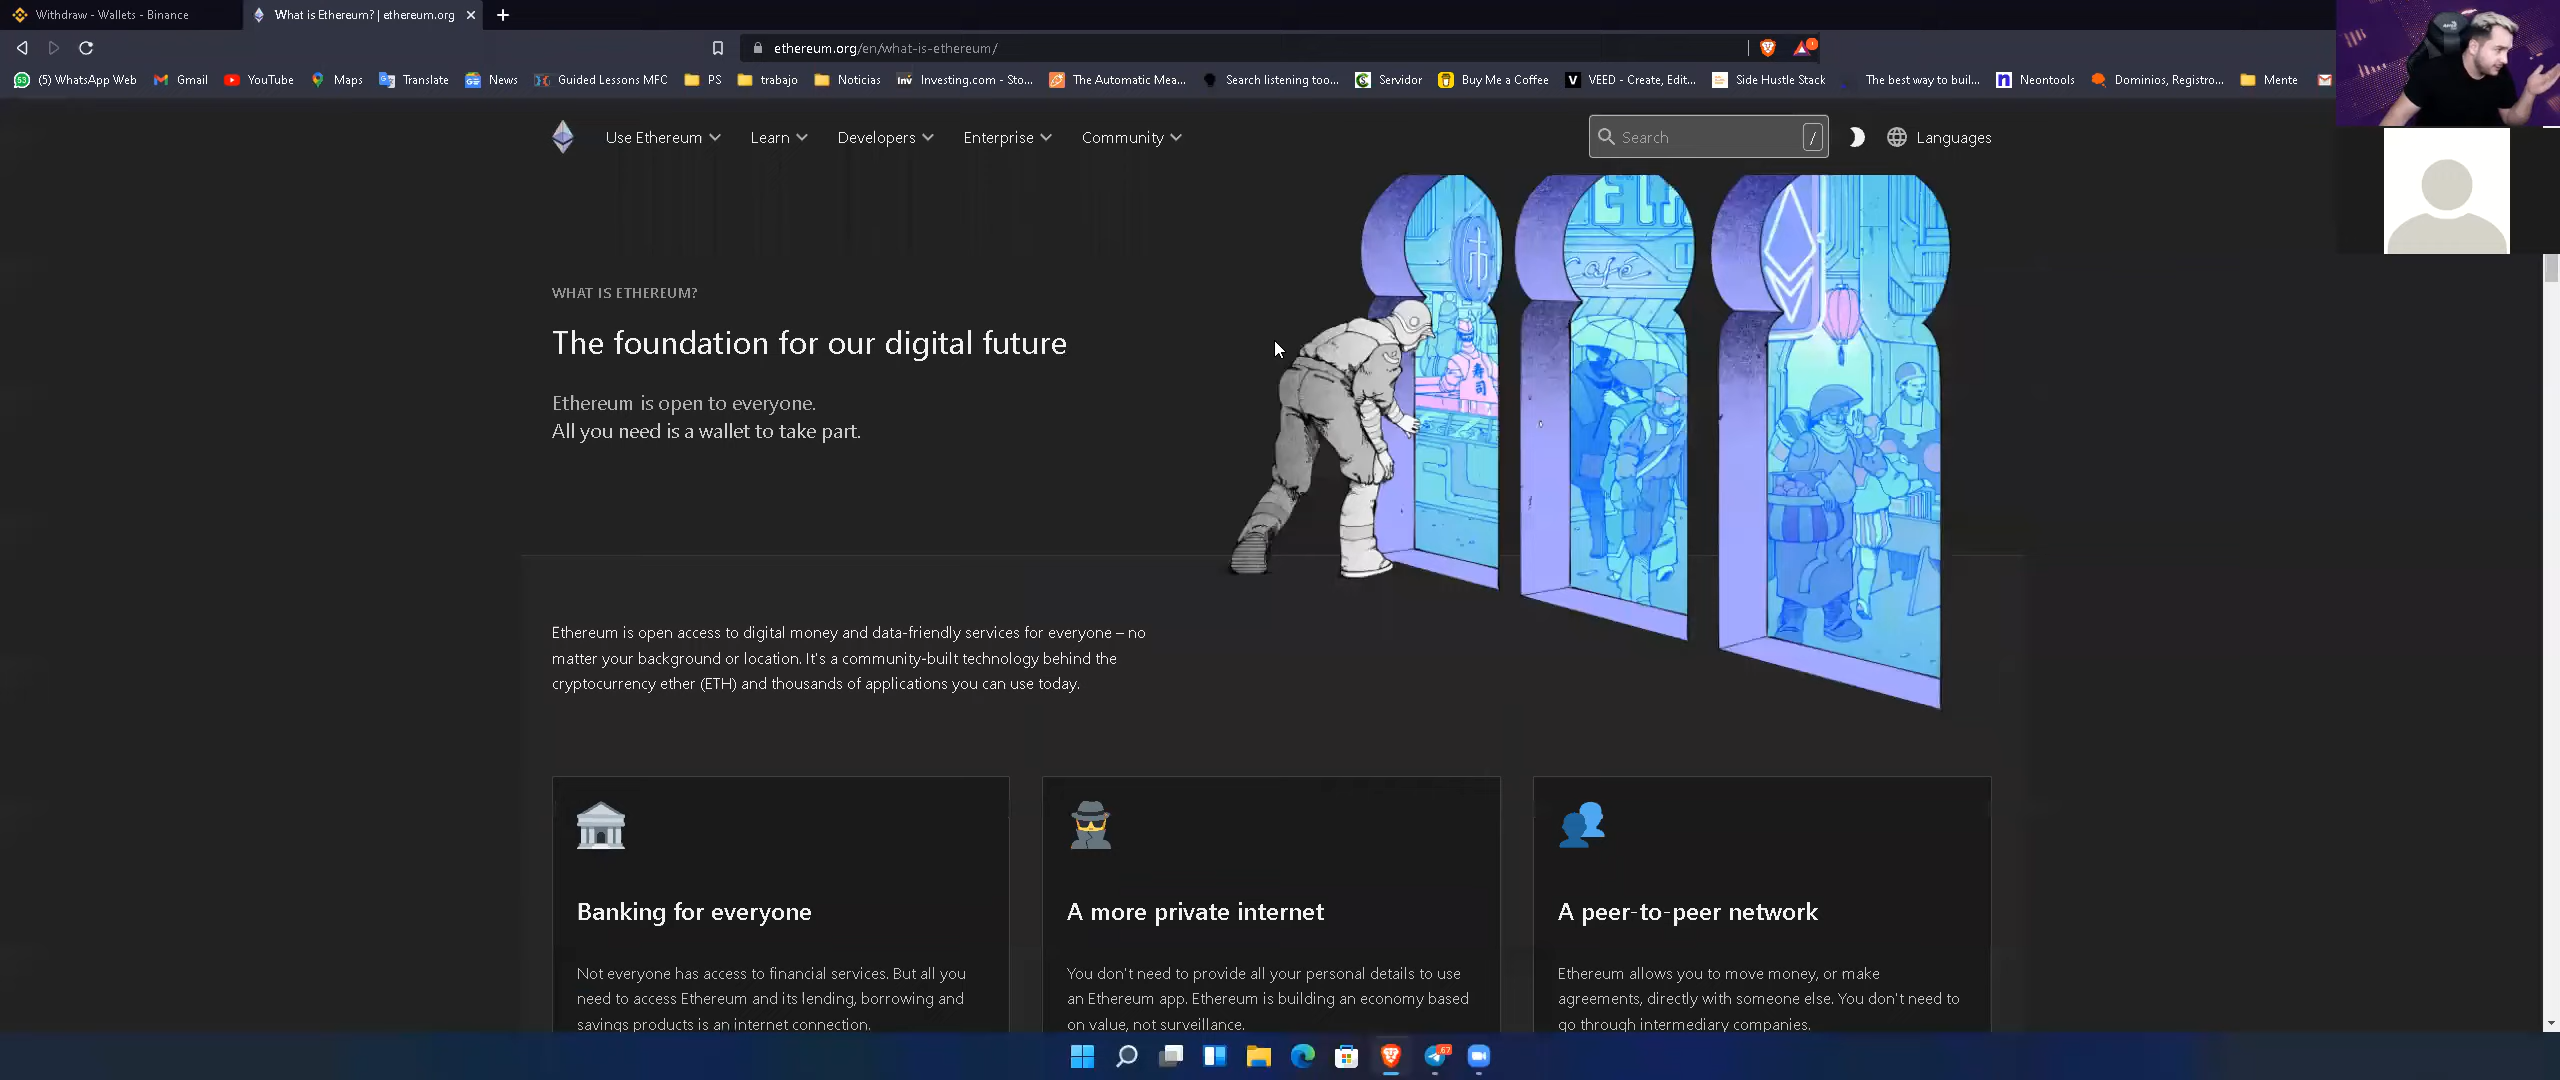 Withdraw - Wallets - Binance
What is Ethereum? | ethereum.org
ethereum.org/en/what-is-ethereum/
(5) WhatsApp Web
Gmail
YouTube
Maps
Translate
News
Guided Lessons MFC
PS
trabajo
Noticias
Inv Investing.com - Sto...
The Automatic Mea...
Search listening too...
Servidor
Buy Me a Coffee
V VEED - Create, Edit...
Side Hustle Stack
The best way to buil...
n Neontools
Dominios, Registro...
Mente
Use Ethereum
Learn
Developers
Enterprise
Community
Search /
Languages
Café
寿司
WHAT IS ETHEREUM?
The foundation for our digital future
Ethereum is open to everyone.
All you need is a wallet to take part.
Ethereum is open access to digital money and data-friendly services for everyone – no
matter your background or location. It's a community-built technology behind the
cryptocurrency ether (ETH) and thousands of applications you can use today.
Banking for everyone
Not everyone has access to financial services. But all you
need to access Ethereum and its lending, borrowing and
savings products is an internet connection.
A more private internet
You don't need to provide all your personal details to use
an Ethereum app. Ethereum is building an economy based
on value, not surveillance.
A peer-to-peer network
Ethereum allows you to move money, or make
agreements, directly with someone else. You don't need to
go through intermediary companies.
67